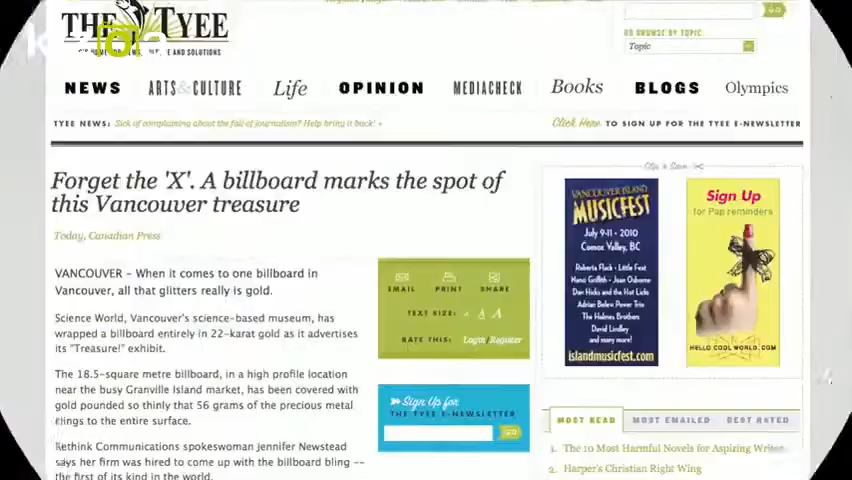 THE TYEE
GO
OR BROWSE BY TOPIC
Topic
NEWS ARTS & CULTURE Life OPINION MEDIACHECK Books BLOGS Olympics
TYEE NEWS: Sick of complaining about the fall of journalism? Help bring it back! »
Click Here TO SIGN UP FOR THE TYEE E-NEWSLETTER
Forget the 'X'. A billboard marks the spot of
this Vancouver treasure
Today, Canadian Press
VANCOUVER - When it comes to one billboard in
Vancouver, all that glitters really is gold.
Science World, Vancouver's science-based museum, has
wrapped a billboard entirely in 22-karat gold as it advertises
its "Treasure!" exhibit.
The 18.5-square metre billboard, in a high profile location
near the busy Granville Island market, has been covered with
gold pounded so thinly that 56 grams of the precious metal
clings to the entire surface.
Rethink Communications spokeswoman Jennifer Newstead
says her firm was hired to come up with the billboard bling --
the first of its kind in the world.
EMAIL PRINT SHARE
TEXT SIZE: A A A
RATE THIS: Login/Register
Sign Up for
THE TYEE E-NEWSLETTER
GO
Clip n Save
VANCOUVER ISLAND
MUSICFEST
July 9-11 · 2010
Comox Valley, BC
Roberta Flack · Little Feat
Nanci Griffith · Joan Osborne
Dan Hicks and the Hot Licks
Adrian Belew Power Trio
The Holmes Brothers
David Lindley
and many more!
islandmusicfest.com
Sign Up
for Pap reminders
HELLO COOL WORLD.COM
MOST READ MOST EMAILED BEST RATED
1. The 10 Most Harmful Novels for Aspiring Writers
2. Harper's Christian Right Wing